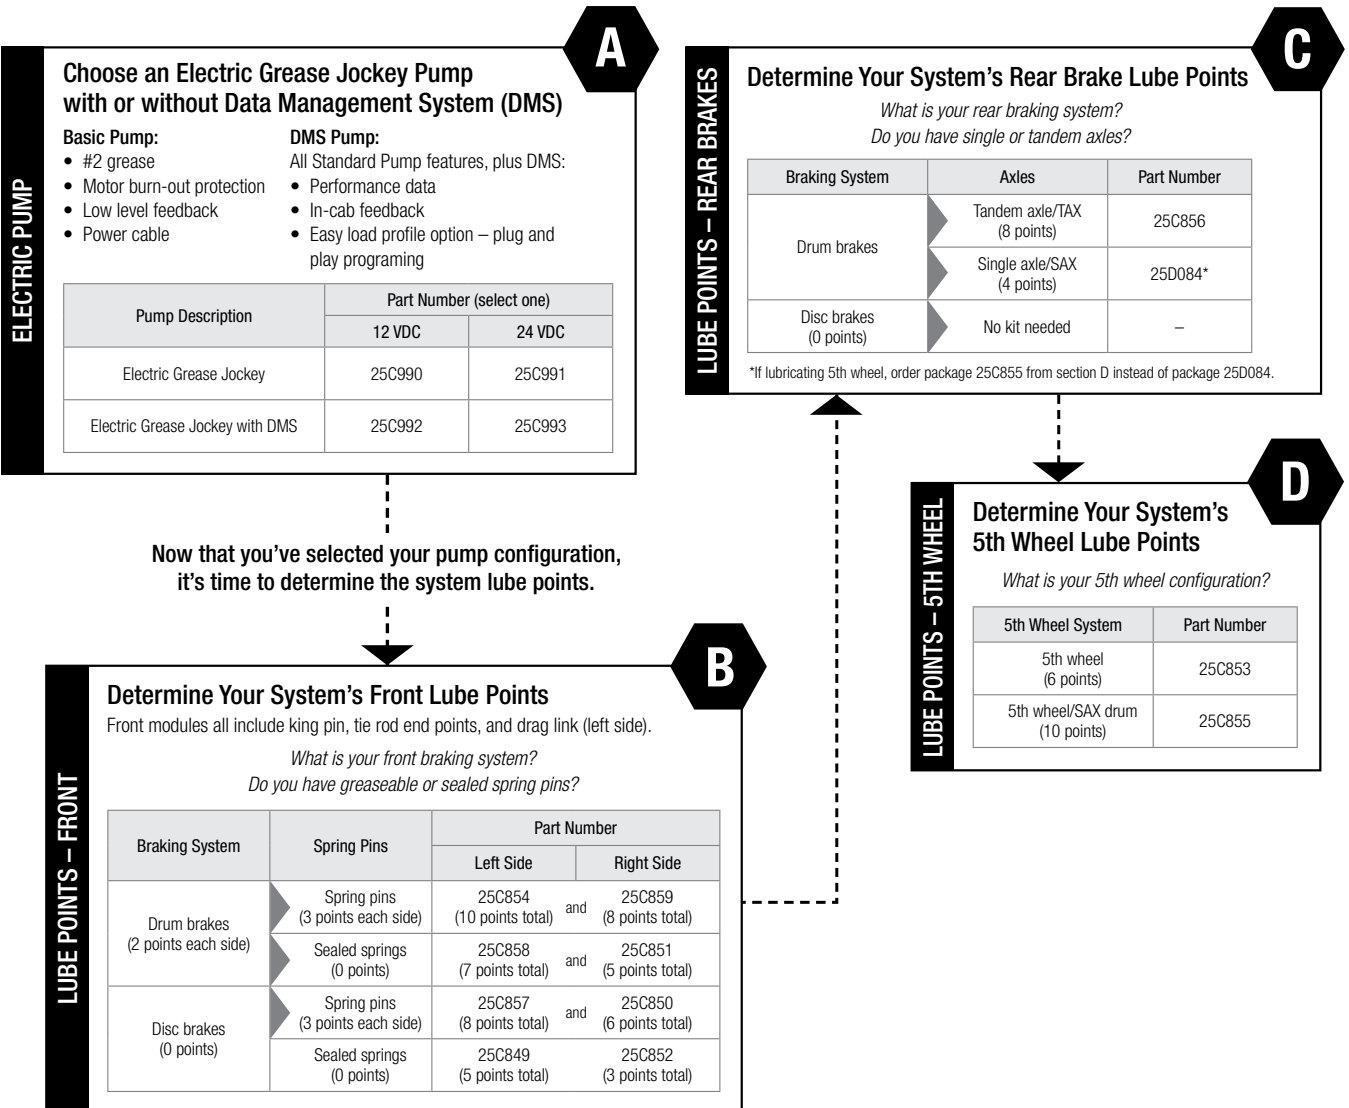 A
ELECTRIC PUMP
Choose an Electric Grease Jockey Pump
with or without Data Management System (DMS)
Basic Pump:
• #2 grease
• Motor burn-out protection
• Low level feedback
• Power cable
DMS Pump:
All Standard Pump features, plus DMS:
• Performance data
• In-cab feedback
• Easy load profile option – plug and
play programing
Pump Description
Part Number (select one)
12 VDC
24 VDC
Electric Grease Jockey
25C990
25C991
Electric Grease Jockey with DMS
25C992
25C993
Now that you've selected your pump configuration,
it's time to determine the system lube points.
B
LUBE POINTS – FRONT
Determine Your System's Front Lube Points
Front modules all include king pin, tie rod end points, and drag link (left side).
What is your front braking system?
Do you have greaseable or sealed spring pins?
Braking System
Spring Pins
Part Number
Left Side
Right Side
Drum brakes
(2 points each side)
Spring pins
(3 points each side)
25C854
(10 points total)
and
25C859
(8 points total)
Sealed springs
(0 points)
25C858
(7 points total)
and
25C851
(5 points total)
Disc brakes
(0 points)
Spring pins
(3 points each side)
25C857
(8 points total)
and
25C850
(6 points total)
Sealed springs
(0 points)
25C849
(5 points total)
25C852
(3 points total)
C
LUBE POINTS – REAR BRAKES
Determine Your System's Rear Brake Lube Points
What is your rear braking system?
Do you have single or tandem axles?
Braking System
Axles
Part Number
Drum brakes
Tandem axle/TAX
(8 points)
25C856
Single axle/SAX
(4 points)
25D084*
Disc brakes
(0 points)
No kit needed
–
*If lubricating 5th wheel, order package 25C855 from section D instead of package 25D084.
D
LUBE POINTS – 5TH WHEEL
Determine Your System's
5th Wheel Lube Points
What is your 5th wheel configuration?
5th Wheel System
Part Number
5th wheel
(6 points)
25C853
5th wheel/SAX drum
(10 points)
25C855